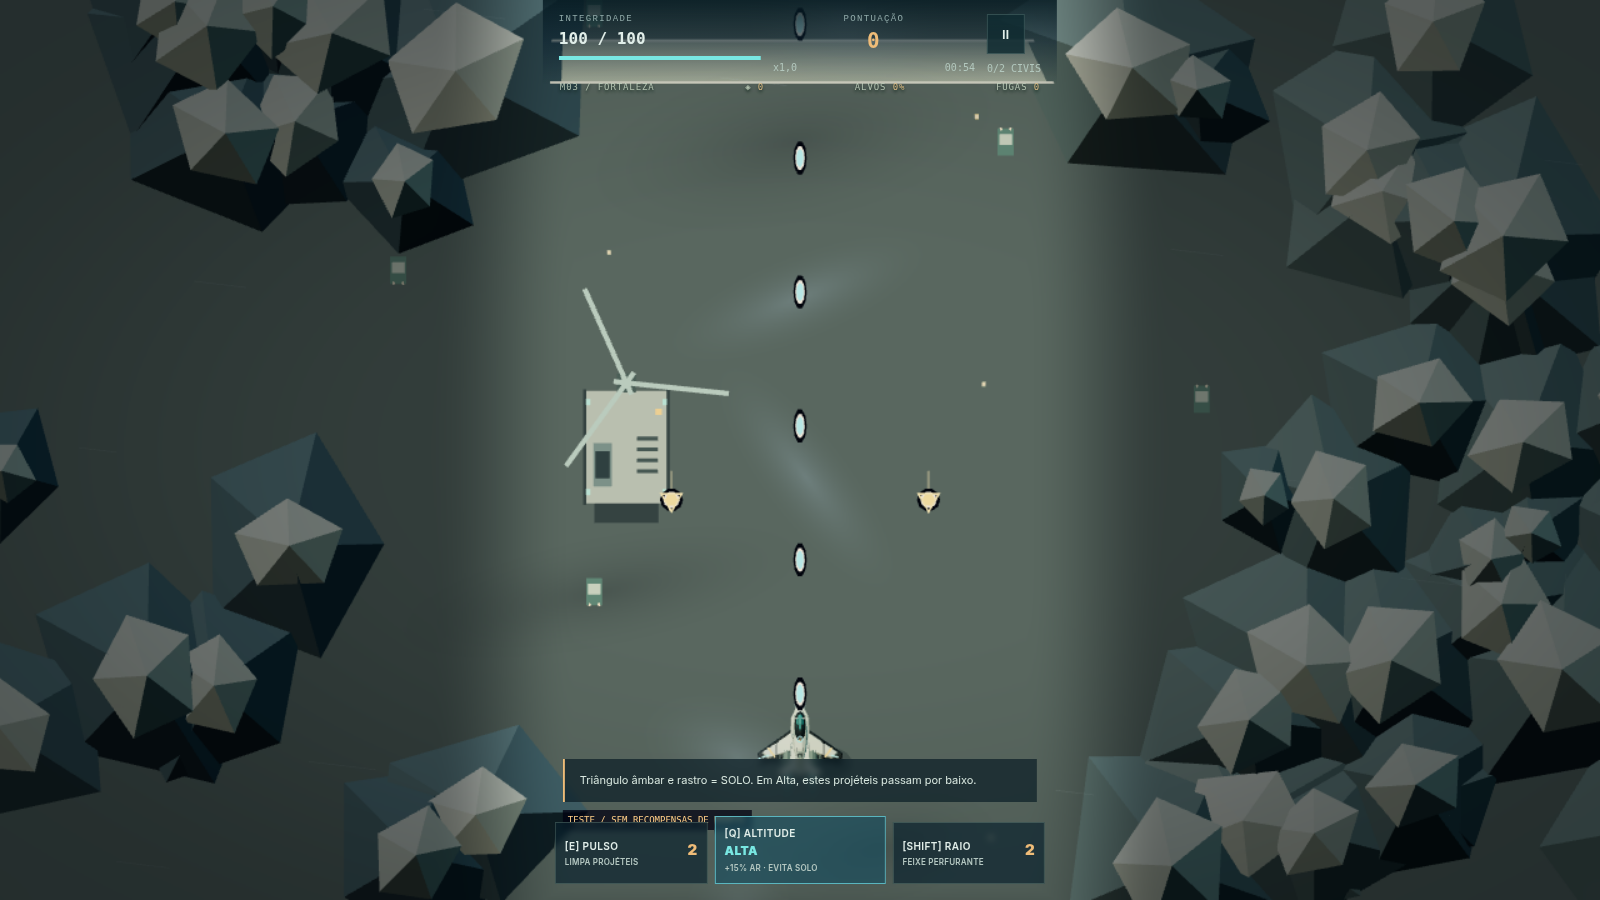 INTEGRIDADE
100 / 100
PONTUAÇÃO
0
x1,0
00:54
0/2 CIVIS
M03 / FORTALEZA
◆ 0
ALVOS 0%
FUGAS 0
Triângulo âmbar e rastro = SOLO. Em Alta, estes projéteis passam por baixo.
TESTE / SEM RECOMPENSAS DE
[E] PULSO
LIMPA PROJÉTEIS
2
[Q] ALTITUDE
ALTA
+15% AR · EVITA SOLO
[SHIFT] RAIO
FEIXE PERFURANTE
2